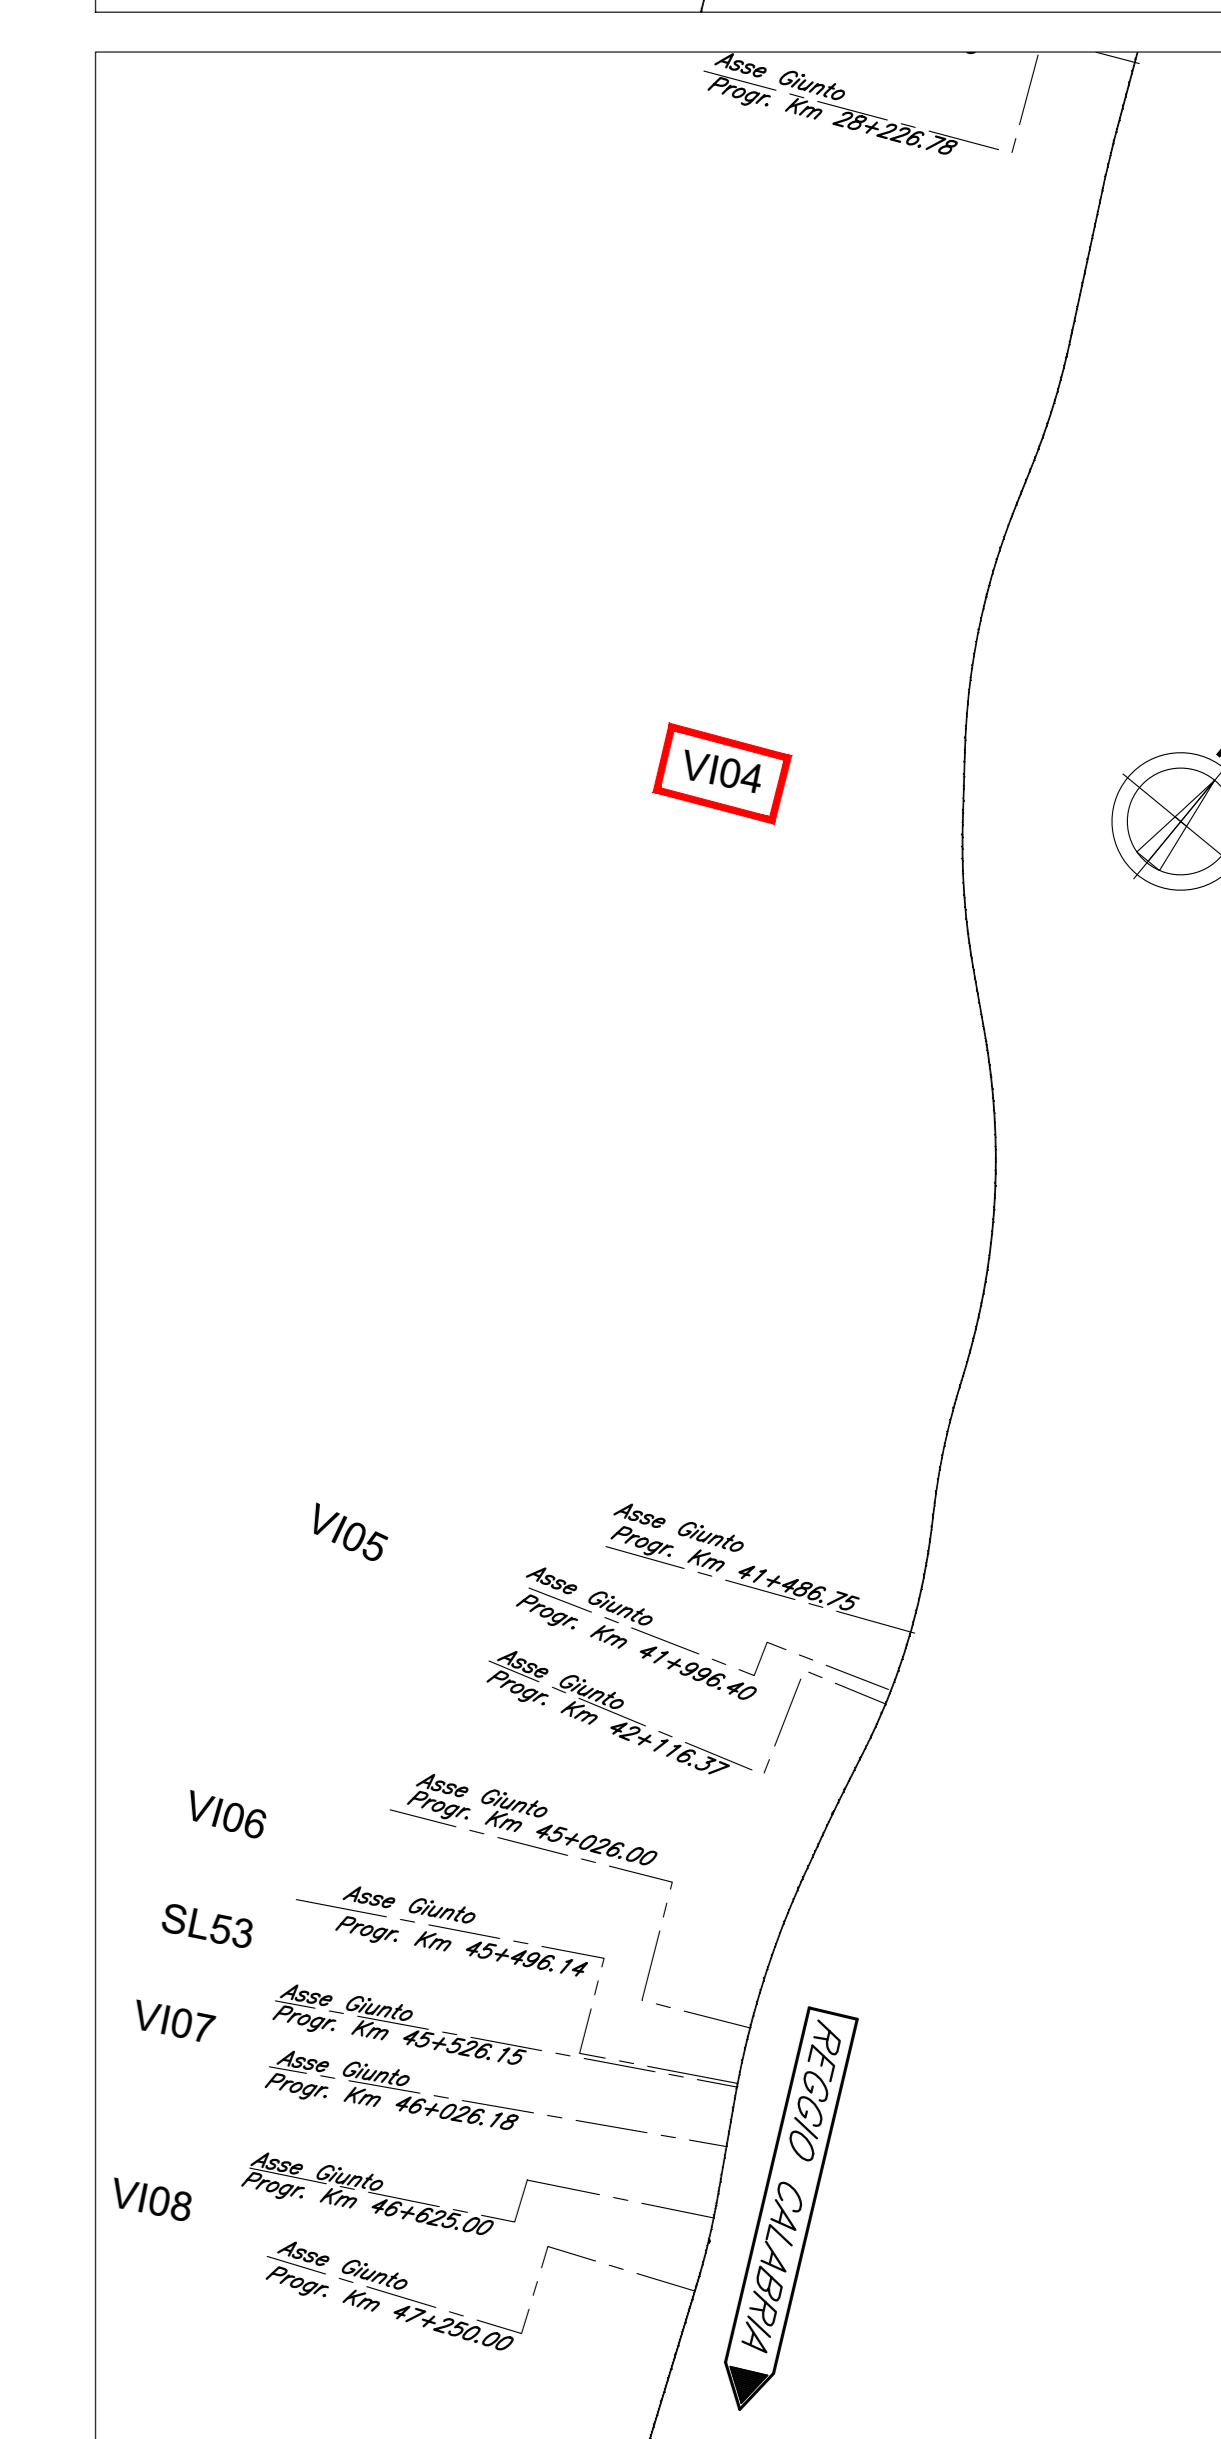 Asse Giunto
Progr. Km 28+226.78
VI04
VI05
Asse Giunto
Progr. Km 41+486.75
Asse Giunto
Progr. Km 41+996.40
Asse Giunto
Progr. Km 42+116.37
VI06
Asse Giunto
Progr. Km 45+026.00
SL53
Asse Giunto
Progr. Km 45+496.14
VI07
Asse Giunto
Progr. Km 45+526.15
Asse Giunto
Progr. Km 46+026.18
VI08
Asse Giunto
Progr. Km 46+625.00
Asse Giunto
Progr. Km 47+250.00
REGGIO CALABRIA